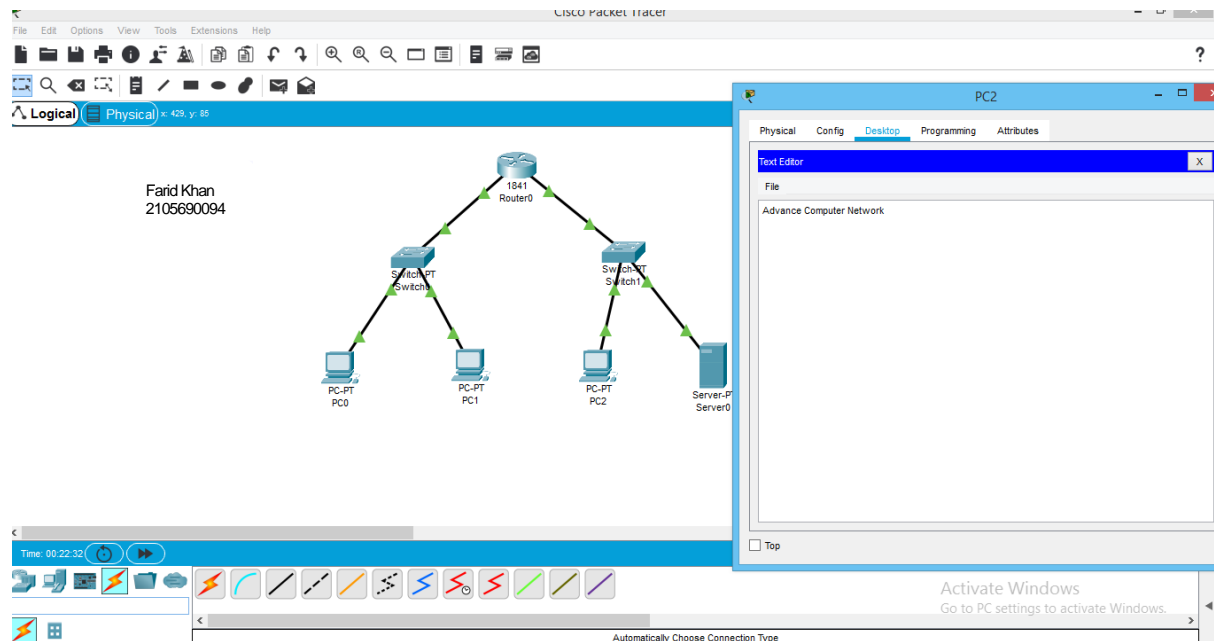 Cisco Packet Tracer
File Edit Options View Tools Extensions Help
?
Logical Physical x: 429, y: 85
Farid Khan
2105690094
1841
Router0
Switch-PT
Switch0
Switch-PT
Switch1
PC-PT
PC0
PC-PT
PC1
PC-PT
PC2
Server-P
Server0
PC2
Physical Config Desktop Programming Attributes
Text Editor X
File
Advance Computer Network
Top
Time: 00:22:32
Activate Windows
Go to PC settings to activate Windows.
Automatically Choose Connection Type